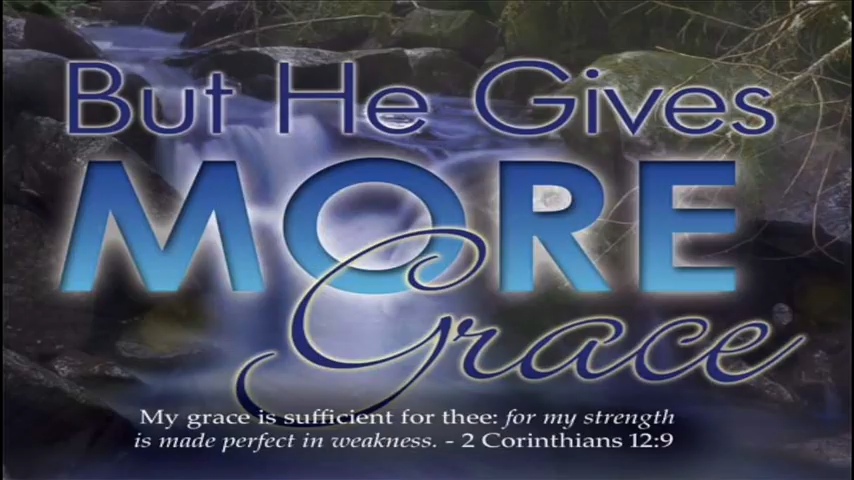 But He Gives
MORE
Grace
My grace is sufficient for thee: for my strength
is made perfect in weakness. - 2 Corinthians 12:9